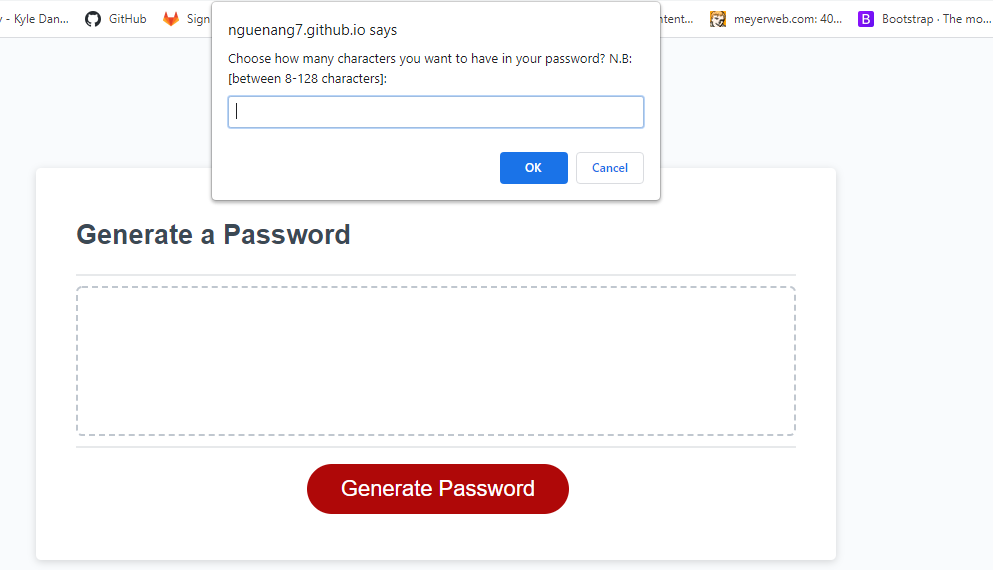 - Kyle Dan... GitHub Sign ntent... meyerweb.com: 40... B Bootstrap · The mo...
nguenang7.github.io says
Choose how many characters you want to have in your password? N.B:
[between 8-128 characters]:
OK Cancel
Generate a Password
Generate Password